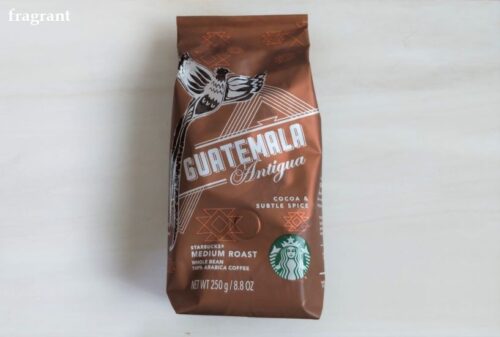 fragrant
GUATEMALA
Antigua
COCOA &
SUBTLE SPICE
STARBUCKS®
MEDIUM ROAST
WHOLE BEAN
100% ARABICA COFFEE
NET WT 250 g / 8.8 OZ